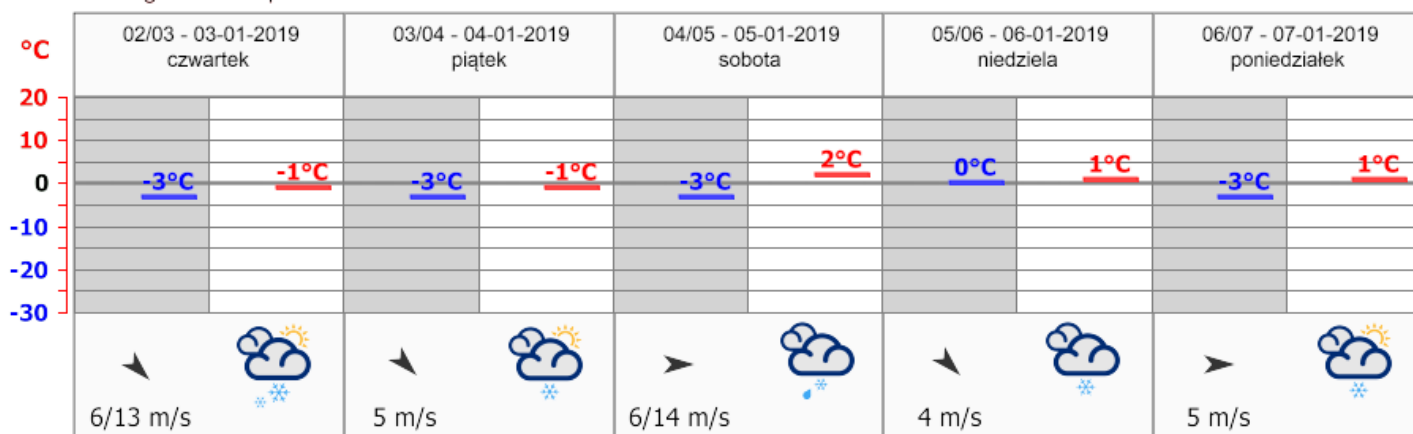 02/03 - 03-01-2019
czwartek
03/04 - 04-01-2019
piątek
04/05 - 05-01-2019
sobota
05/06 - 06-01-2019
niedziela
06/07 - 07-01-2019
poniedziałek
°C
20
10
0
-10
-20
-30
-3°C
-1°C
-3°C
-1°C
-3°C
2°C
0°C
1°C
-3°C
1°C
6/13 m/s
5 m/s
6/14 m/s
4 m/s
5 m/s